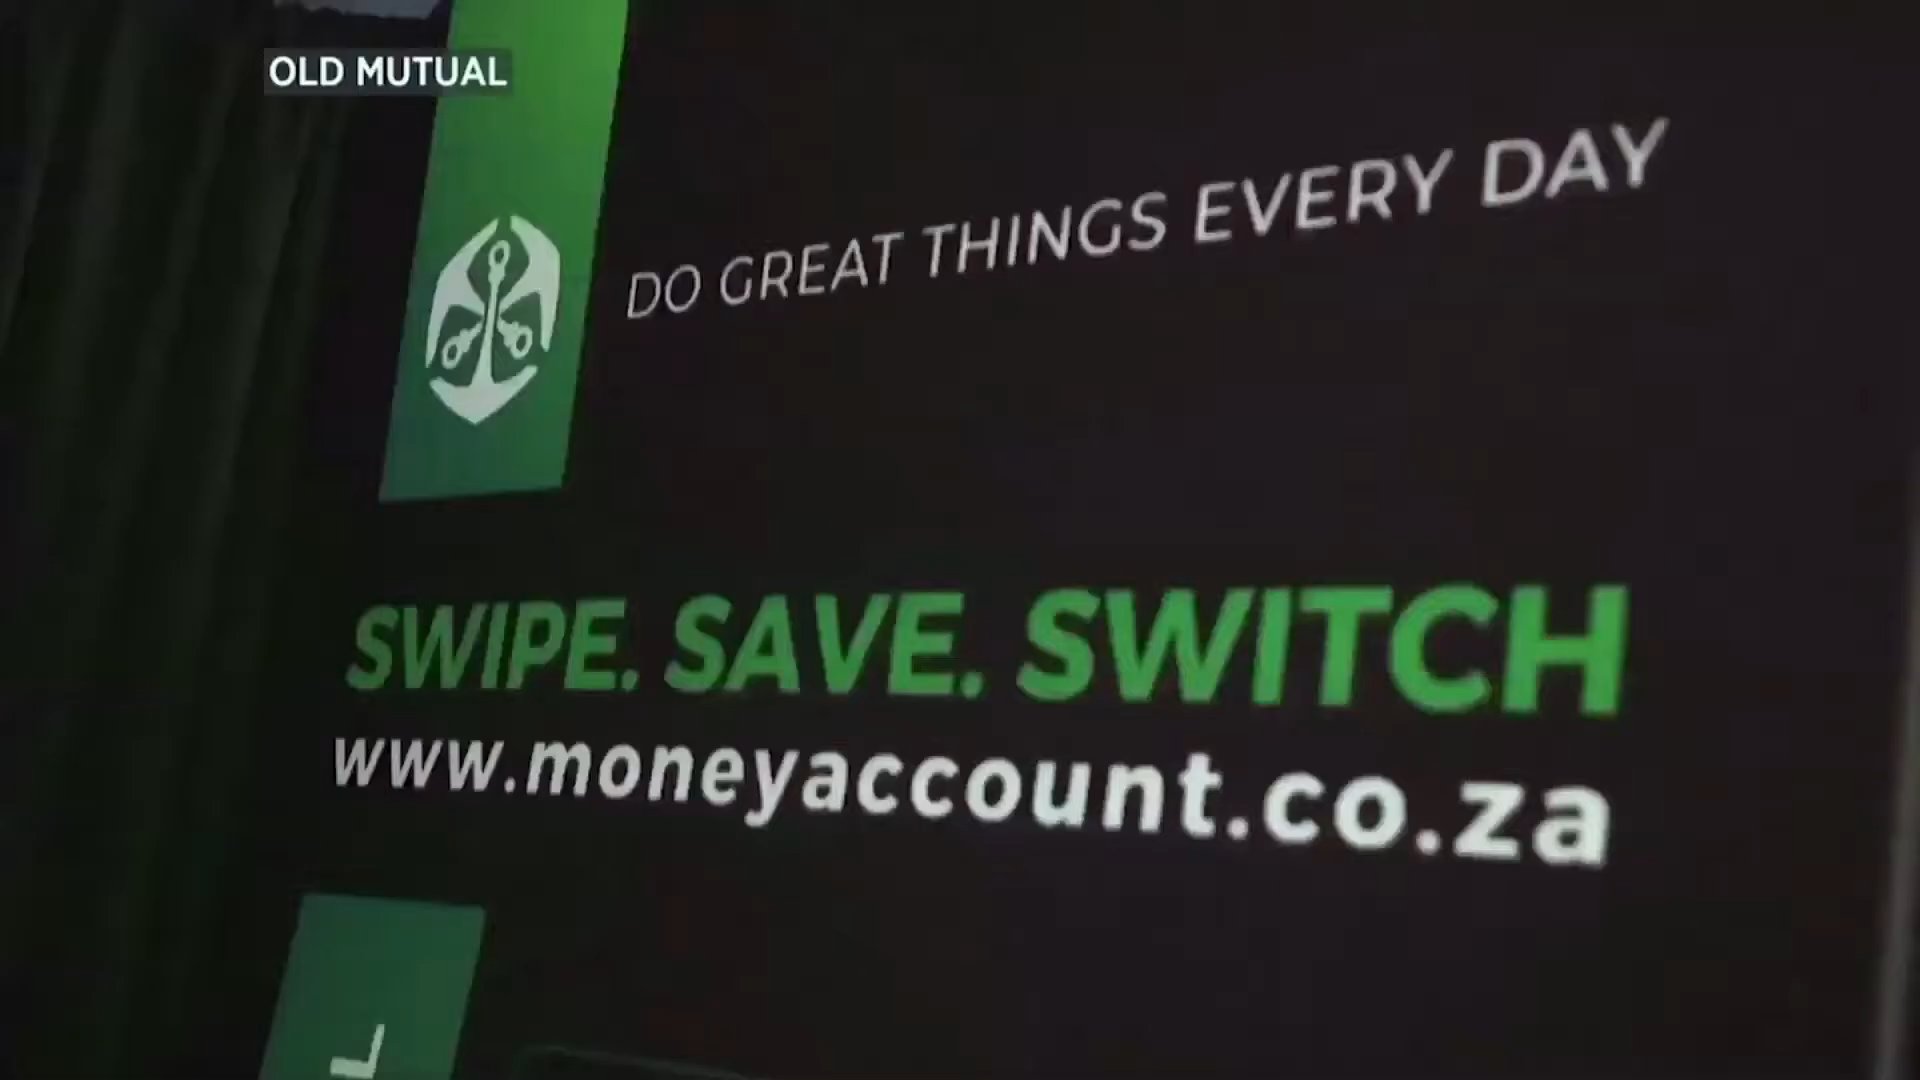 OLD MUTUAL
DO GREAT THINGS EVERY DAY
SWIPE. SAVE. SWITCH
www.moneyaccount.co.za